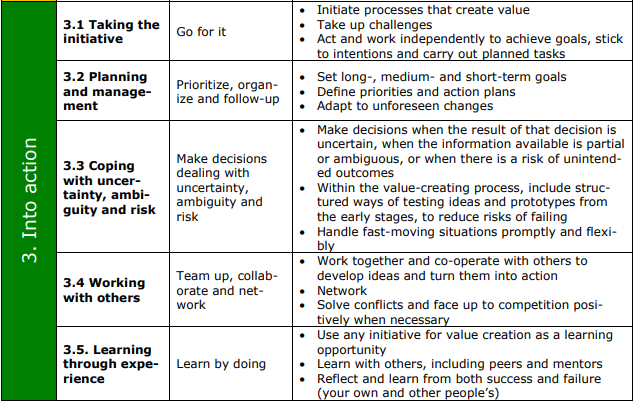 3. Into action
3.1 Taking the
initiative
Go for it
• Initiate processes that create value
• Take up challenges
• Act and work independently to achieve goals, stick
to intentions and carry out planned tasks
3.2 Planning
and manage-
ment
Prioritize, organ-
ize and follow-up
• Set long-, medium- and short-term goals
• Define priorities and action plans
• Adapt to unforeseen changes
3.3 Coping
with uncer-
tainty, ambi-
guity and risk
Make decisions
dealing with
uncertainty,
ambiguity and
risk
• Make decisions when the result of that decision is
uncertain, when the information available is partial
or ambiguous, or when there is a risk of unintend-
ed outcomes
• Within the value-creating process, include struc-
tured ways of testing ideas and prototypes from
the early stages, to reduce risks of failing
• Handle fast-moving situations promptly and flexi-
bly
3.4 Working
with others
Team up, collab-
orate and net-
work
• Work together and co-operate with others to
develop ideas and turn them into action
• Network
• Solve conflicts and face up to competition posi-
tively when necessary
3.5. Learning
through expe-
rience
Learn by doing
• Use any initiative for value creation as a learning
opportunity
• Learn with others, including peers and mentors
• Reflect and learn from both success and failure
(your own and other people's)